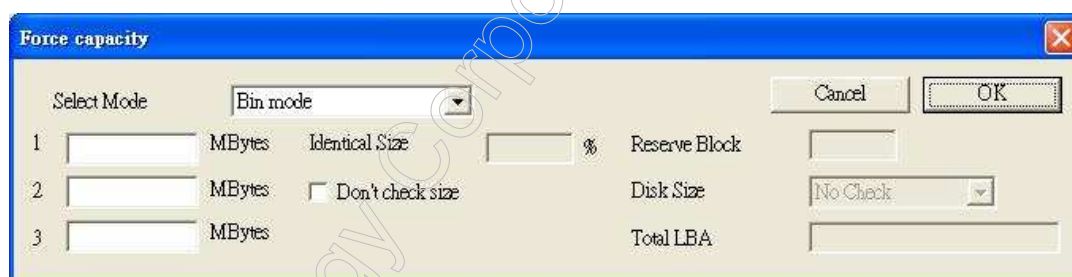 Force capacity
Select Mode Bin mode Cancel OK
1 MBytes Identical Size % Reserve Block
2 MBytes Don't check size Disk Size No Check
3 MBytes Total LBA